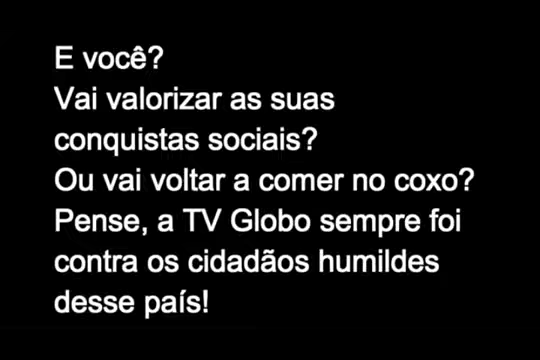 E você?
Vai valorizar as suas
conquistas sociais?
Ou vai voltar a comer no coxo?
Pense, a TV Globo sempre foi
contra os cidadãos humildes
desse país!